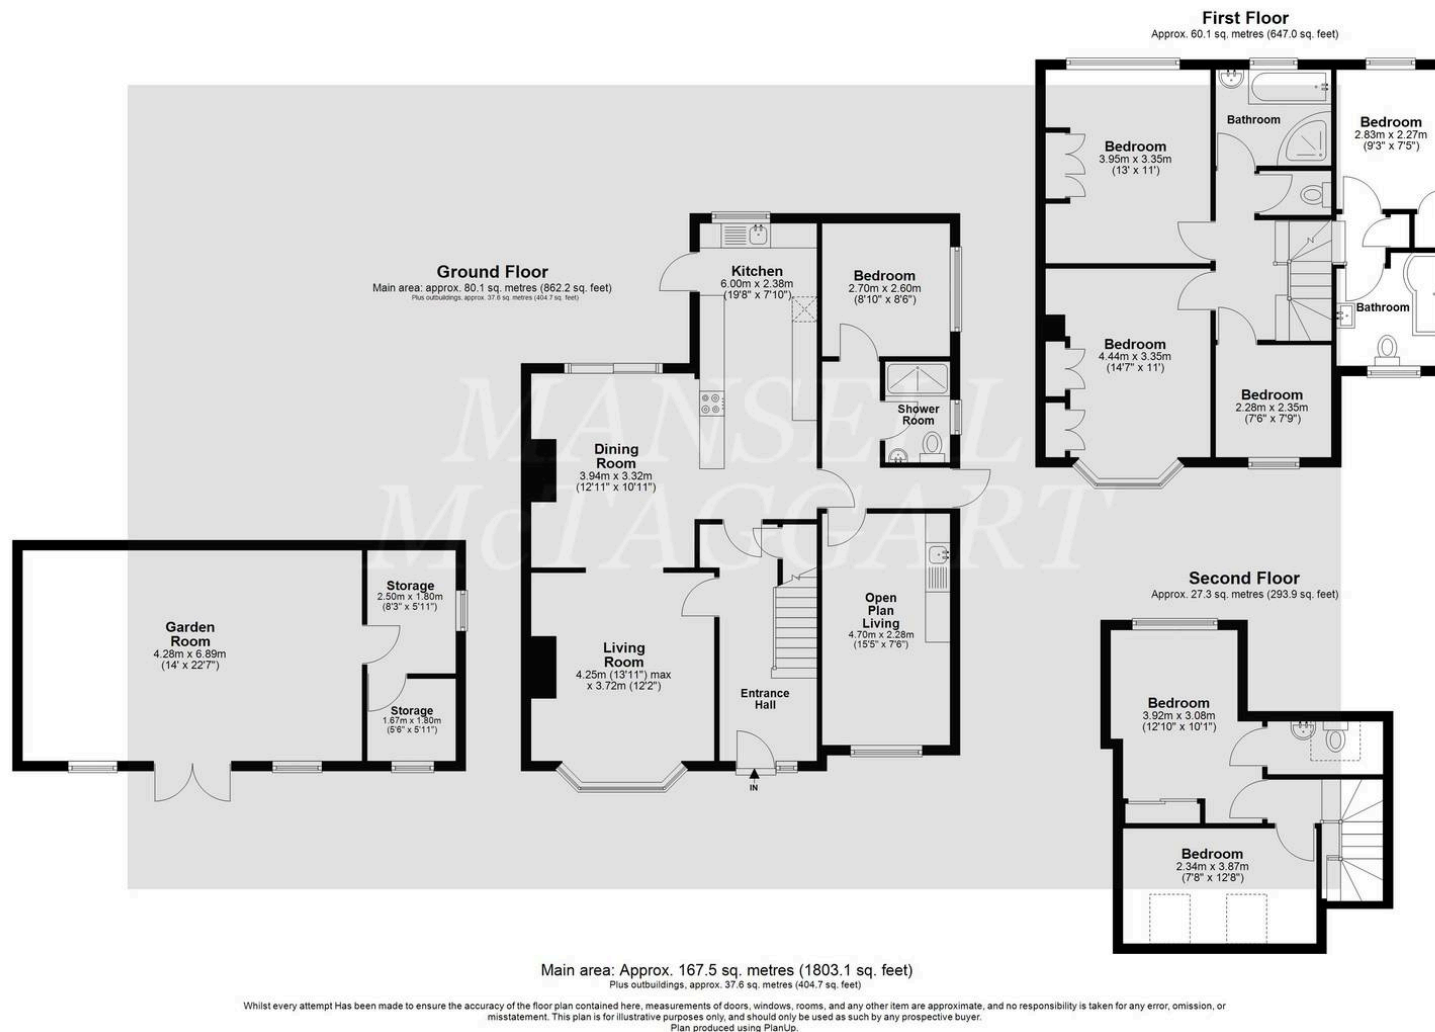 First Floor
Approx. 60.1 sq. metres (647.0 sq. feet)
Bathroom
Bedroom
2.83m x 2.27m
(9'3" x 7'5")
Bedroom
3.95m x 3.35m
(13' x 11')
Bathroom
Bedroom
4.44m x 3.35m
(14'7" x 11')
Bedroom
2.28m x 2.35m
(7'6" x 7'9")
Ground Floor
Main area: approx. 80.1 sq. metres (862.2 sq. feet)
Plus outbuildings, approx. 37.6 sq. metres (404.7 sq. feet)
Kitchen
6.00m x 2.38m
(19'8" x 7'10")
Bedroom
2.70m x 2.60m
(8'10" x 8'6")
Shower
Room
Dining
Room
3.94m x 3.32m
(12'11" x 10'11")
MANSELL
McTAGGART
Storage
2.50m x 1.80m
(8'3" x 5'11")
Garden
Room
4.28m x 6.89m
(14' x 22'7")
Storage
1.67m x 1.80m
(5'6" x 5'11")
Living
Room
4.25m (13'11") max
x 3.72m (12'2")
Entrance
Hall
IN
Open
Plan
Living
4.70m x 2.28m
(15'5" x 7'6")
Second Floor
Approx. 27.3 sq. metres (293.9 sq. feet)
Bedroom
3.92m x 3.08m
(12'10" x 10'1")
Bedroom
2.34m x 3.87m
(7'8" x 12'8")
Main area: Approx. 167.5 sq. metres (1803.1 sq. feet)
Plus outbuildings, approx. 37.6 sq. metres (404.7 sq. feet)
Whilst every attempt Has been made to ensure the accuracy of the floor plan contained here, measurements of doors, windows, rooms, and any other item are approximate, and no responsibility is taken for any error, omission, or
misstatement. This plan is for illustrative purposes only, and should only be used as such by any prospective buyer.
Plan produced using PlanUp.